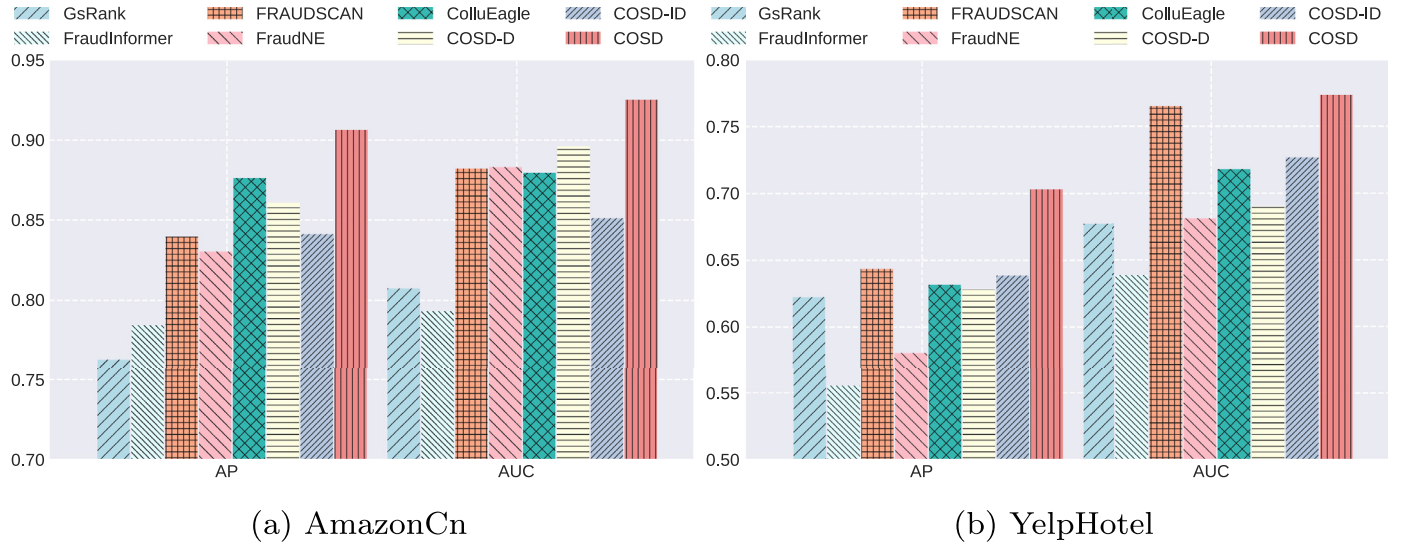 GsRank FRAUDSCAN ColluEagle COSD-ID
FraudInformer FraudNE COSD-D COSD
0.95
0.90
0.85
0.80
0.75
0.70
AP AUC
(a) AmazonCn
GsRank FRAUDSCAN ColluEagle COSD-ID
FraudInformer FraudNE COSD-D COSD
0.80
0.75
0.70
0.65
0.60
0.55
0.50
AP AUC
(b) YelpHotel